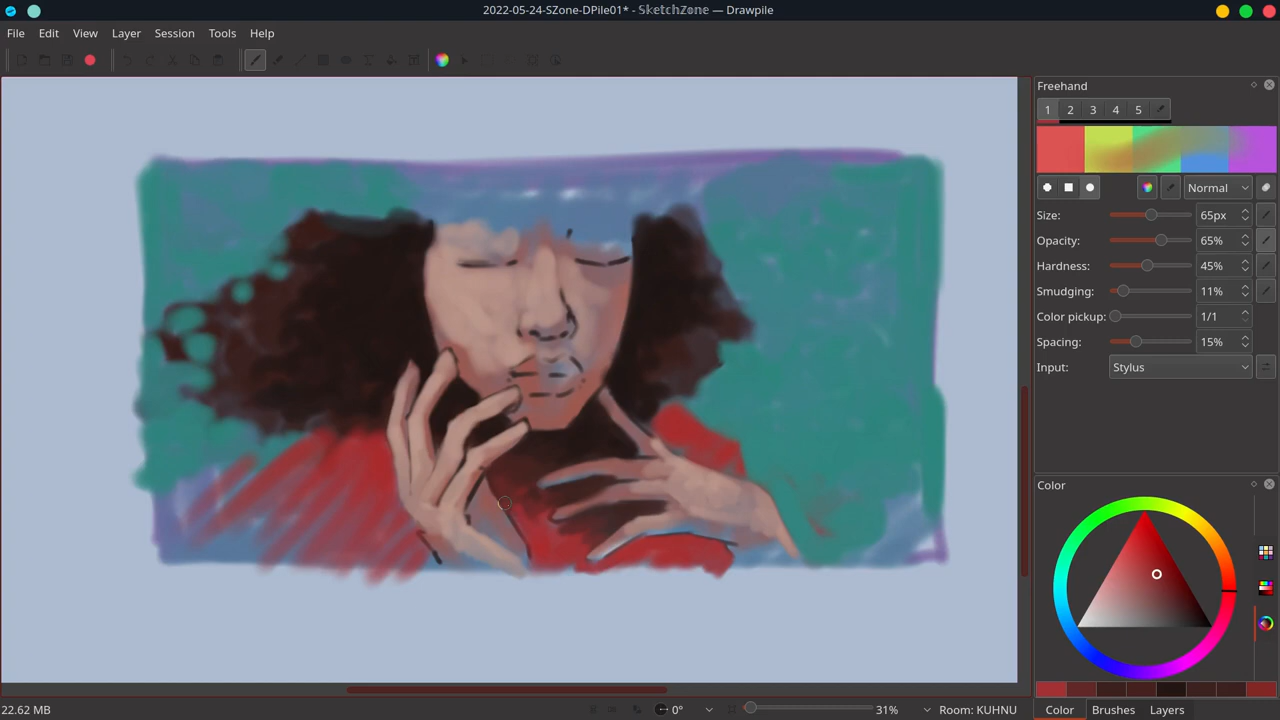 2022-05-24-SZone-DPile01* - SketchZone — Drawpile
File Edit View Layer Session Tools Help
Freehand
1 2 3 4 5
Normal
Size: 65px
Opacity: 65%
Hardness: 45%
Smudging: 11%
Color pickup: 1/1
Spacing: 15%
Input: Stylus
Color
Color Brushes Layers
22.62 MB 0° 31% Room: KUHNU